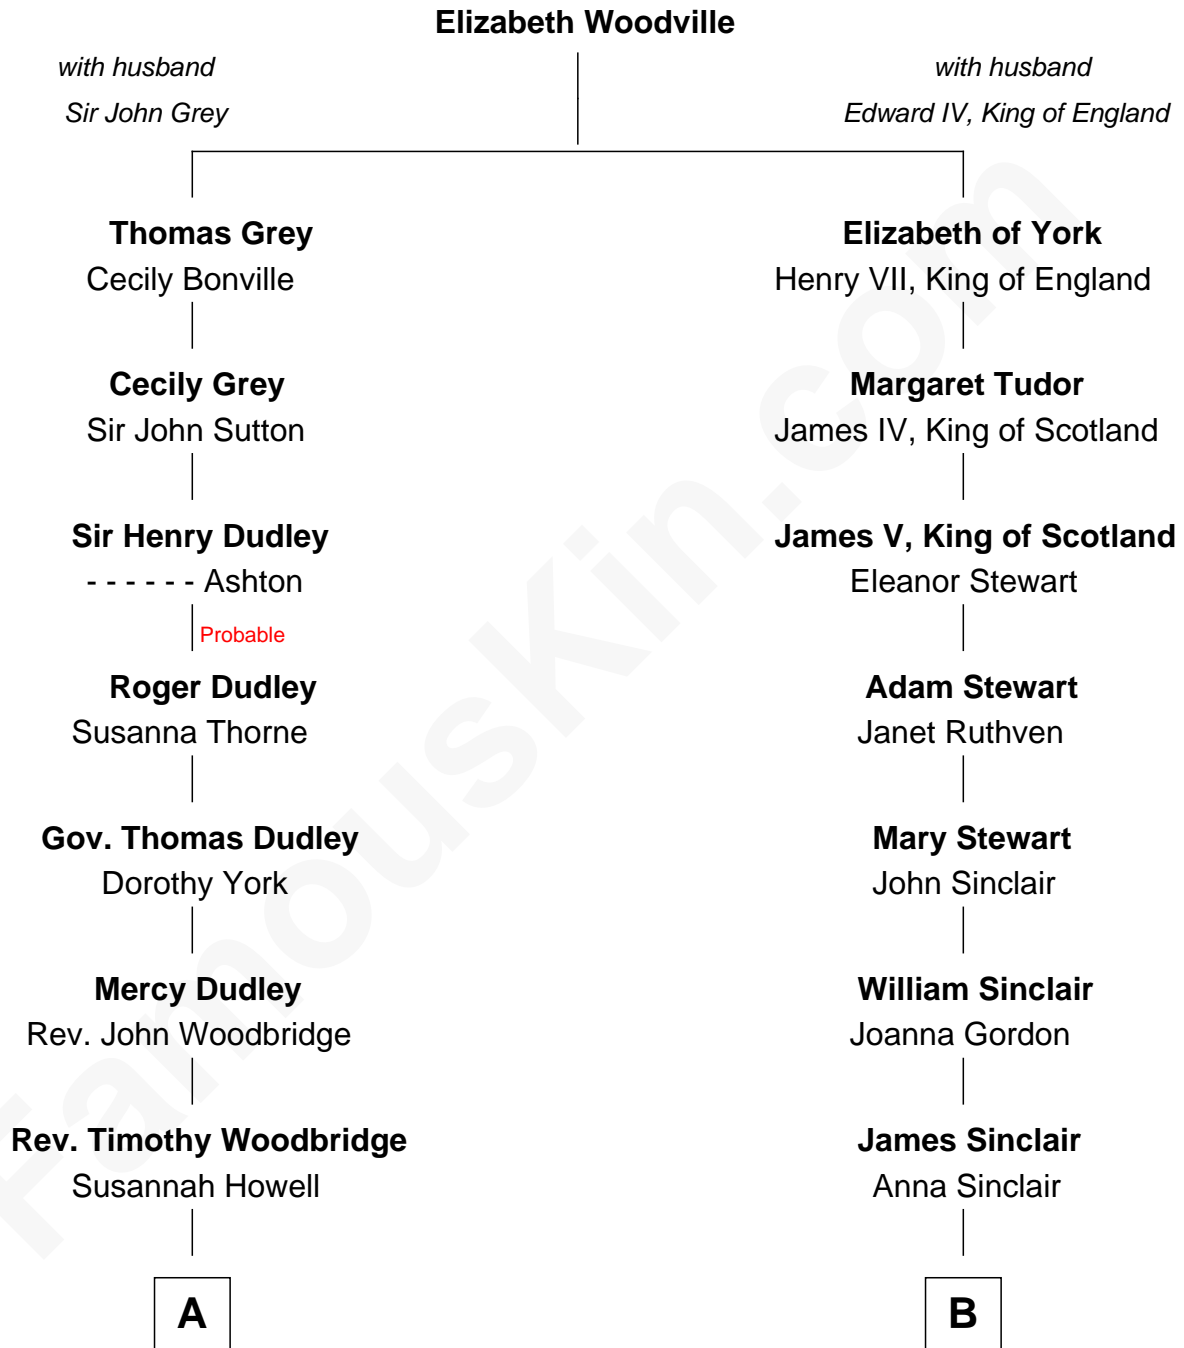 Elizabeth Woodville
with husband
Sir John Grey
with husband
Edward IV, King of England
Thomas Grey
Cecily Bonville
Elizabeth of York
Henry VII, King of England
Cecily Grey
Sir John Sutton
Margaret Tudor
James IV, King of Scotland
Sir Henry Dudley
- - - - - - Ashton
James V, King of Scotland
Eleanor Stewart
Probable
Roger Dudley
Susanna Thorne
Adam Stewart
Janet Ruthven
Gov. Thomas Dudley
Dorothy York
Mary Stewart
John Sinclair
Mercy Dudley
Rev. John Woodbridge
William Sinclair
Joanna Gordon
Rev. Timothy Woodbridge
Susannah Howell
James Sinclair
Anna Sinclair
A
B
FamousKin.com